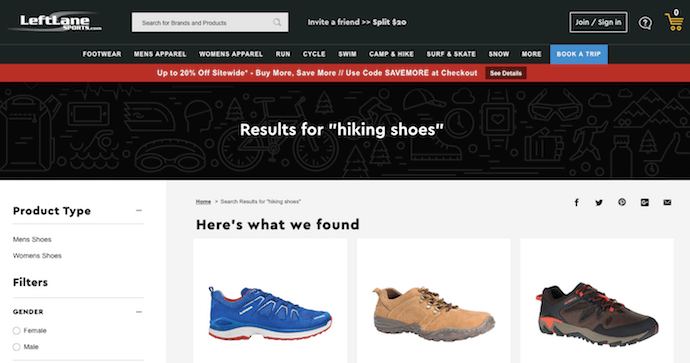 LeftLane
SPORTS.com
Search for Brands and Products
Invite a friend >> Split $20
Join / Sign in
?
0
FOOTWEAR MENS APPAREL WOMENS APPAREL RUN CYCLE SWIM CAMP & HIKE SURF & SKATE SNOW MORE BOOK A TRIP
Up to 20% Off Sitewide* - Buy More, Save More // Use Code SAVEMORE at Checkout See Details
Results for "hiking shoes"
Home > Search Results for "hiking shoes"
Product Type
Here's what we found
Mens Shoes
Womens Shoes
Filters
GENDER
Female
Male